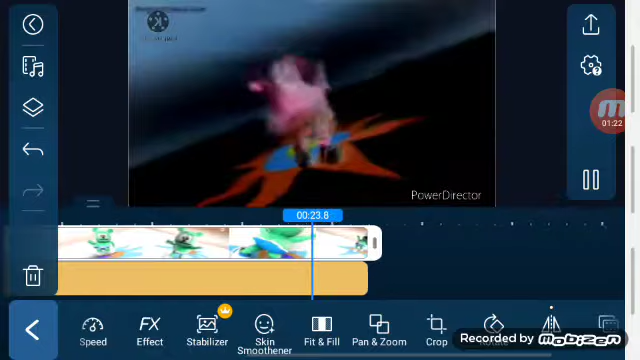 PowerDirector
01:22
00:23.8
Speed
FX
Effect
Stabilizer
Skin
Smoothener
Fit & Fill
Pan & Zoom
Crop
Recorded by mobizen